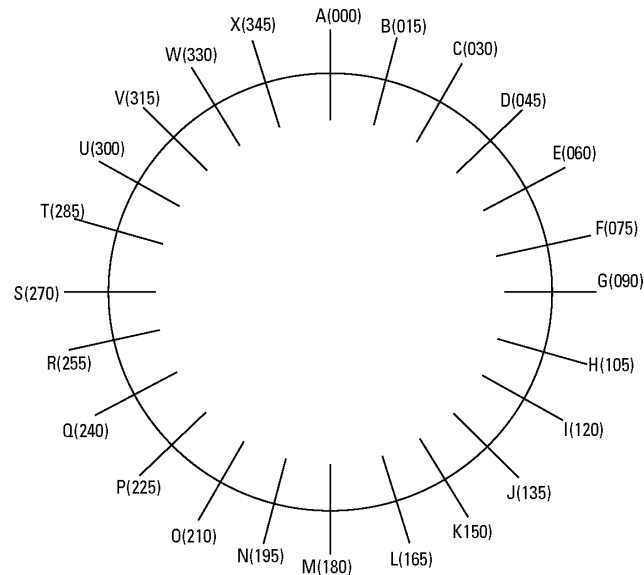 A(000)
B(015)
C(030)
D(045)
E(060)
F(075)
G(090)
H(105)
I(120)
J(135)
K150)
L(165)
M(180)
N(195)
O(210)
P(225)
Q(240)
R(255)
S(270)
T(285)
U(300)
V(315)
W(330)
X(345)